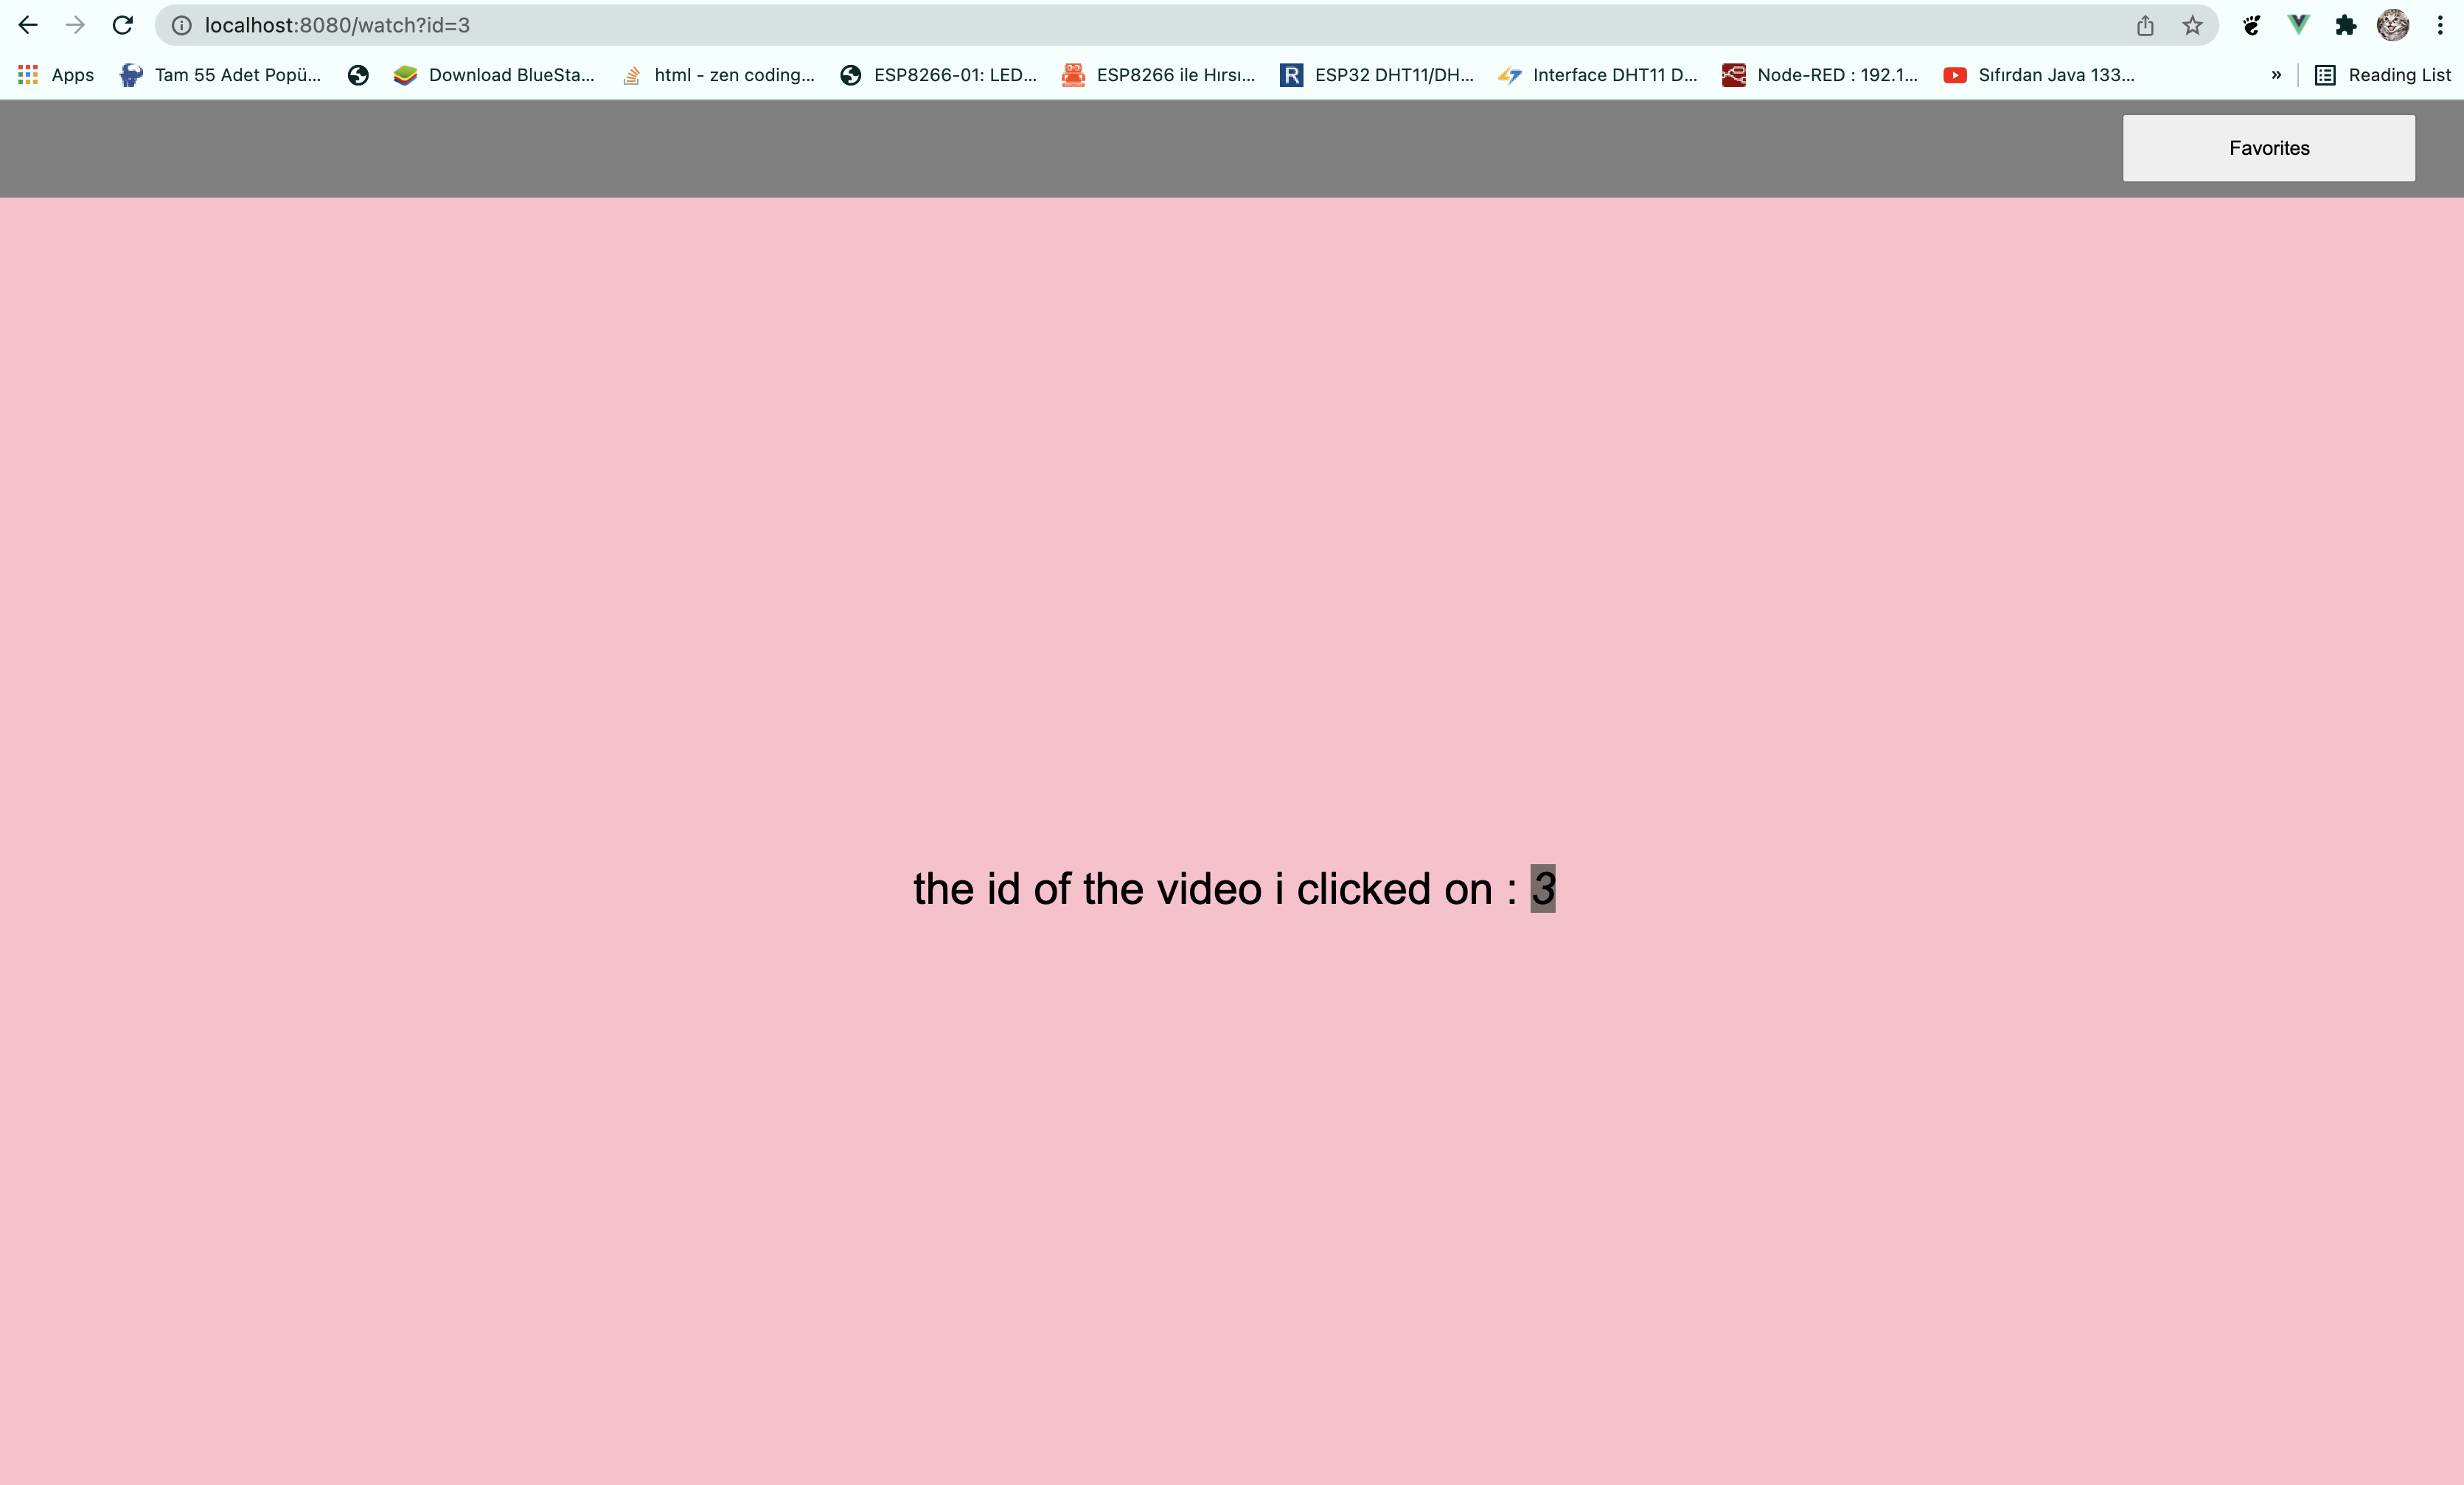 localhost:8080/watch?id=3
Apps Tam 55 Adet Popü... Download BlueSta... html - zen coding... ESP8266-01: LED... ESP8266 ile Hırsı... R ESP32 DHT11/DH... Interface DHT11 D... Node-RED : 192.1... Sıfırdan Java 133... » Reading List
Favorites
the id of the video i clicked on : 3